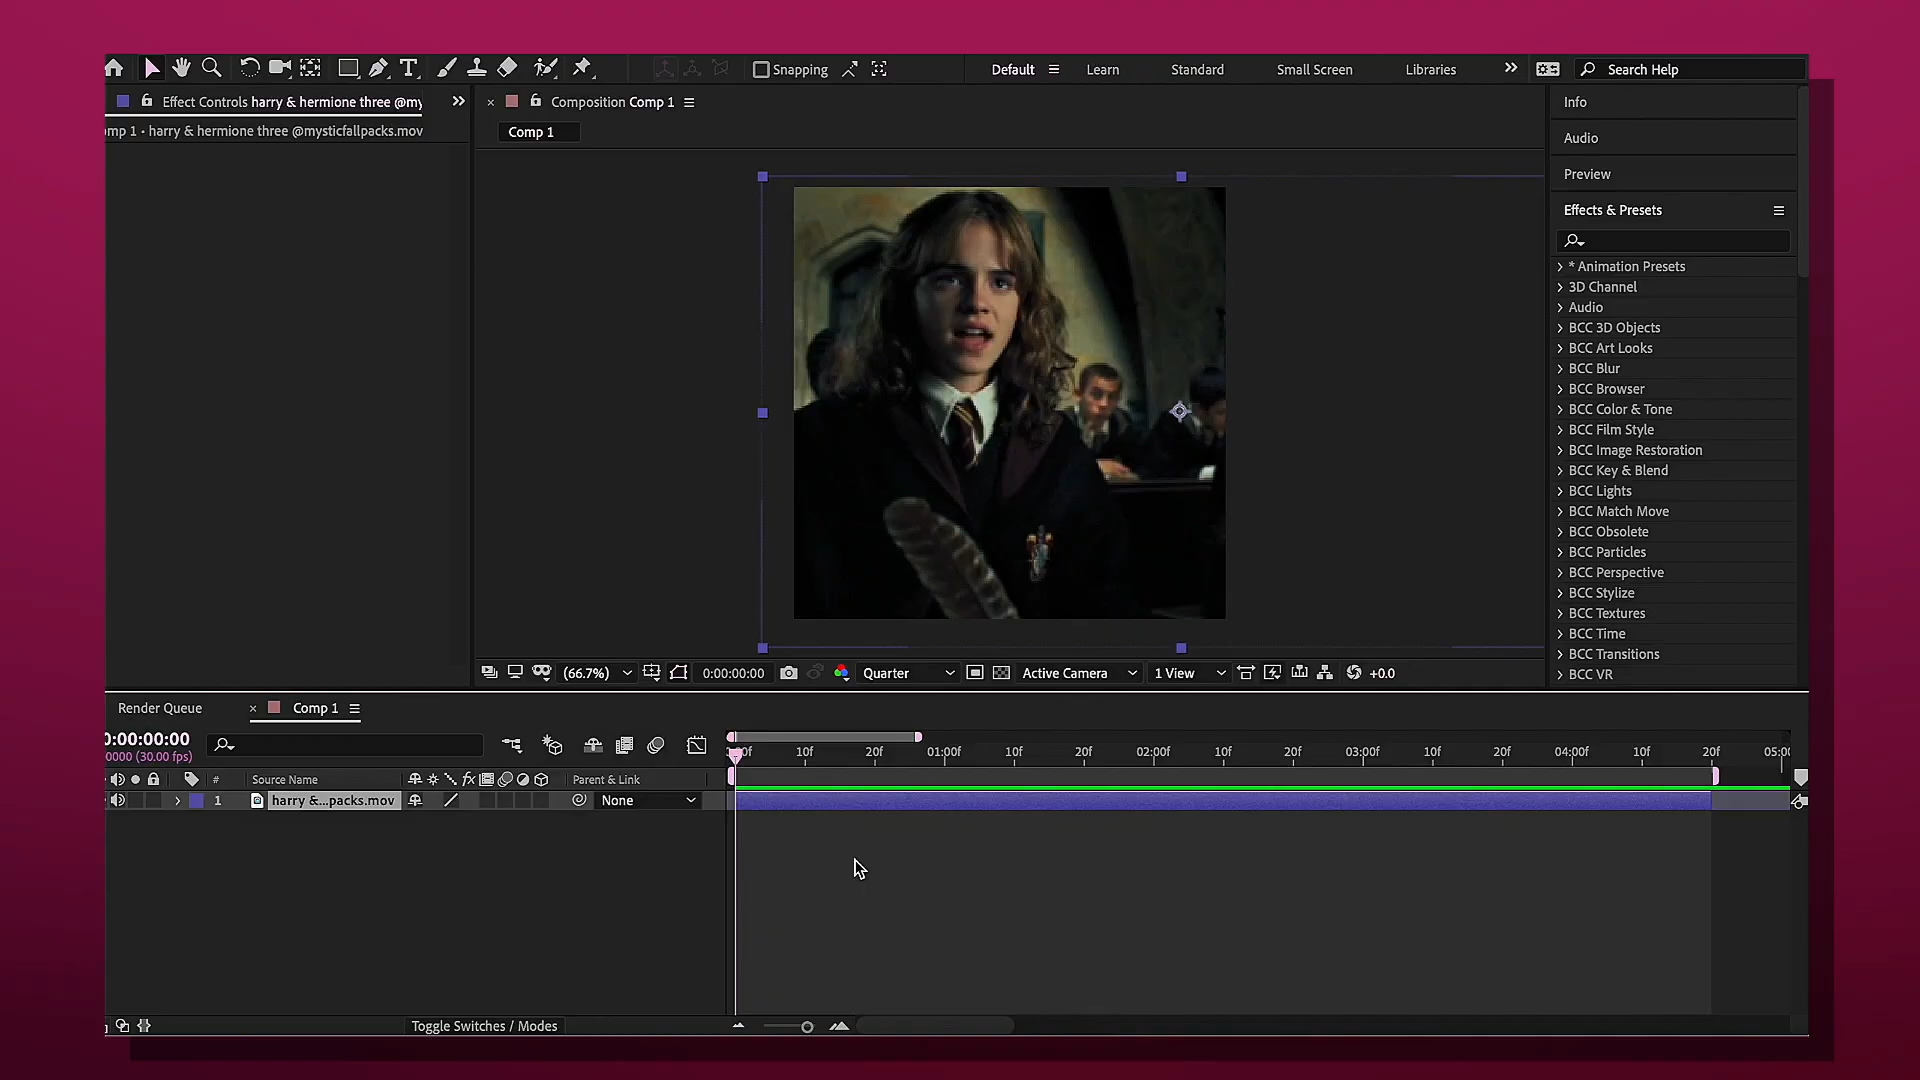 Snapping
Default
Learn
Standard
Small Screen
Libraries
Search Help
Effect Controls harry & hermione three @my
omp 1 • harry & hermione three @mysticfallpacks.mov
Composition Comp 1
Comp 1
Info
Audio
Preview
Effects & Presets
* Animation Presets
3D Channel
Audio
BCC 3D Objects
BCC Art Looks
BCC Blur
BCC Browser
BCC Color & Tone
BCC Film Style
BCC Image Restoration
BCC Key & Blend
BCC Lights
BCC Match Move
BCC Obsolete
BCC Particles
BCC Perspective
BCC Stylize
BCC Textures
BCC Time
BCC Transitions
BCC VR
(66.7%)
0:00:00:00
Quarter
Active Camera
1 View
+0.0
Render Queue
Comp 1
0:00:00:00
0000 (30.00 fps)
10f 20f 01:00f 10f 20f 02:00f 10f 20f 03:00f 10f 20f 04:00f 10f 20f 05:00
# Source Name
Parent & Link
1 harry &...packs.mov
None
Toggle Switches / Modes